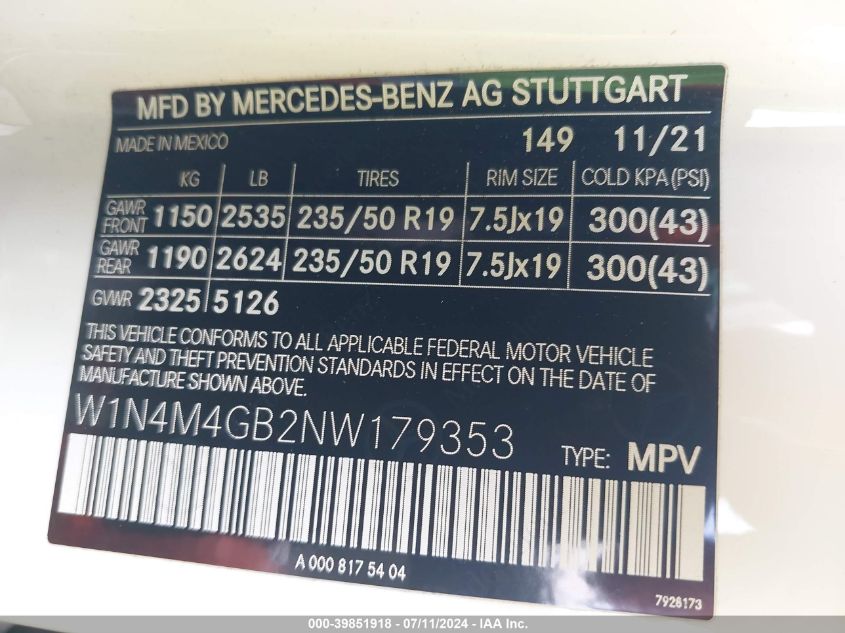 MFD BY MERCEDES-BENZ AG STUTTGART
MADE IN MEXICO 149 11/21
KG LB TIRES RIM SIZE COLD KPA (PSI)
GAWR FRONT 1150 2535 235/50 R19 7.5Jx19 300(43)
GAWR REAR 1190 2624 235/50 R19 7.5Jx19 300(43)
GVWR 2325 5126
THIS VEHICLE CONFORMS TO ALL APPLICABLE FEDERAL MOTOR VEHICLE
SAFETY AND THEFT PREVENTION STANDARDS IN EFFECT ON THE DATE OF
MANUFACTURE SHOWN ABOVE.
W1N4M4GB2NW179353 TYPE: MPV
A 000 817 54 04
7928173
000-39851918 - 07/11/2024 - IAA Inc.